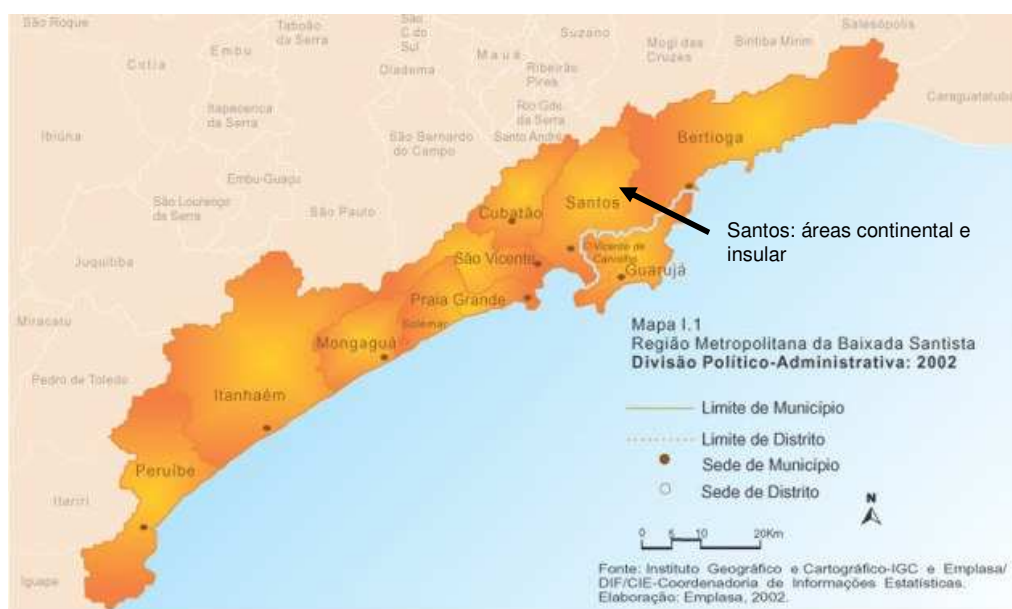 São Roque
Taboão
da Serra
São
C.do
Sul
Suzano
Salesópolis
Embu
Mauá
Mogi das
Cruzes
Biritiba Mirim
Cotia
Diadema
Ribeirão
Pires
Caraguatatuba
Itapecerica
da Serra
Rio Gde
da Serra
Ibiúna
São Bernardo
do Campo
Santo André
Bertioga
Embu-Guaçu
São Lourenço
da Serra
São Paulo
Cubatão
Santos
Santos: áreas continental e
insular
Vicente de
Carvalho
Juquitiba
São Vicente
Guarujá
Praia Grande
Solemar
Miracatu
Mongaguá
Mapa I.1
Região Metropolitana da Baixada Santista
Divisão Político-Administrativa: 2002
Pedro de Toledo
Itanhaém
Limite de Município
Limite de Distrito
Sede de Município
Sede de Distrito
Peruíbe
Itariri
N
0 5 10 20Km
Iguape
Fonte: Instituto Geográfico e Cartográfico-IGC e Emplasa/
DIF/CIE-Coordenadoria de Informações Estatísticas.
Elaboração: Emplasa, 2002.